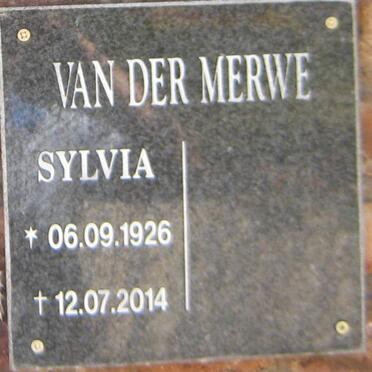 VAN DER MERWE
SYLVIA
* 06.09.1926
† 12.07.2014